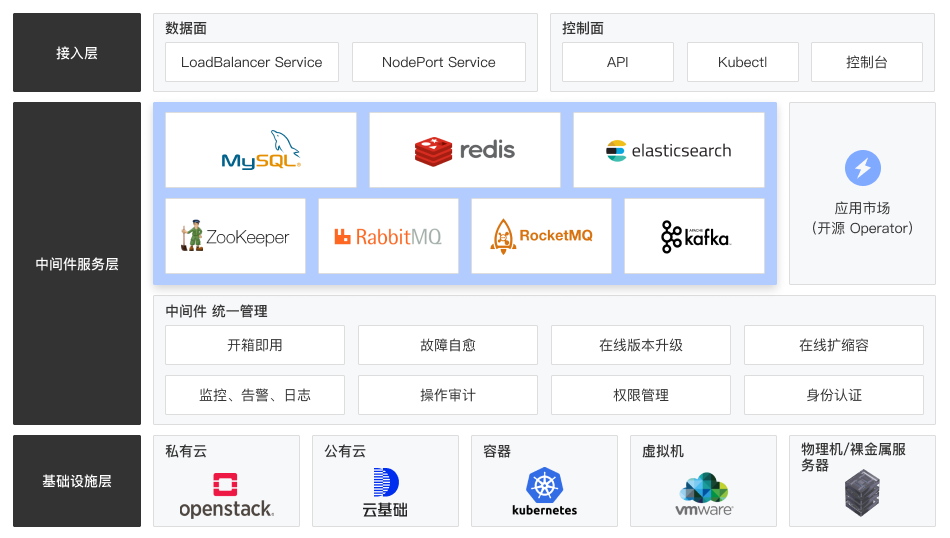 接入层
数据面
LoadBalancer Service
NodePort Service
控制面
API
Kubectl
控制台
中间件服务层
MySQL®
redis
elasticsearch
ZooKeeper
RabbitMQ
RocketMQ
APACHE
kafka
应用市场
(开源 Operator)
中间件 统一管理
开箱即用
故障自愈
在线版本升级
在线扩缩容
监控、告警、日志
操作审计
权限管理
身份认证
基础设施层
私有云
openstack.
公有云
云基础
容器
kubernetes
虚拟机
vmware
物理机/裸金属服
务器